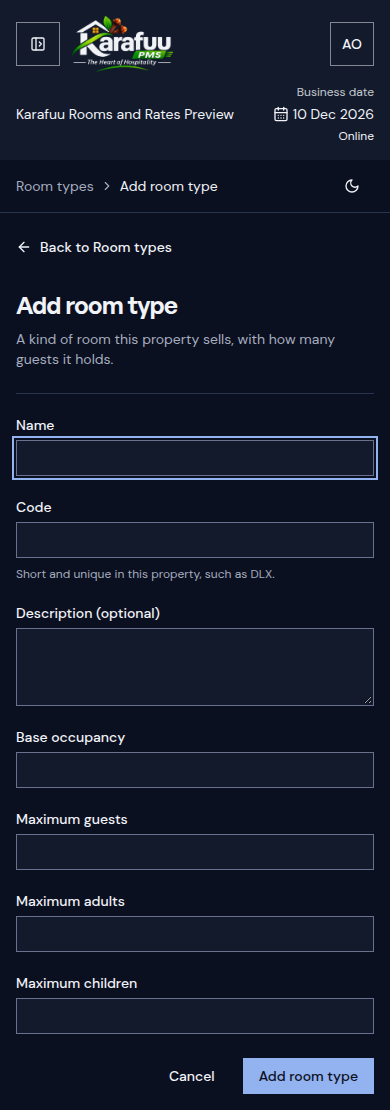 Karafuu
PMS
The Heart of Hospitality
AO
Business date
Karafuu Rooms and Rates Preview
10 Dec 2026
Online
Room types > Add room type
Back to Room types
Add room type
A kind of room this property sells, with how many
guests it holds.
Name
Code
Short and unique in this property, such as DLX.
Description (optional)
Base occupancy
Maximum guests
Maximum adults
Maximum children
Cancel
Add room type